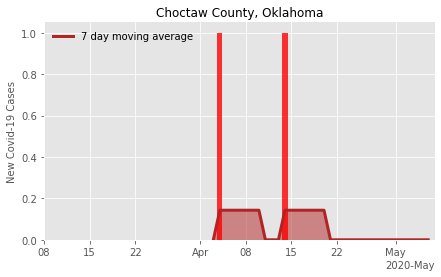 Choctaw County, Oklahoma
7 day moving average
New Covid-19 Cases
1.0
0.8
0.6
0.4
0.2
0.0
08 15 22 Apr 08 15 22 May
2020-May